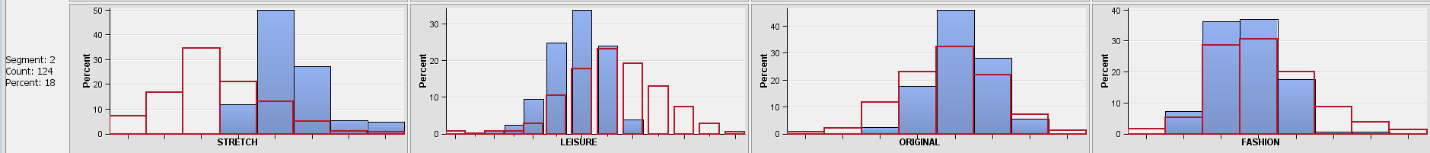 Segment: 2
Count: 124
Percent: 18
Percent
50
40
30
20
10
0
STRETCH
Percent
30
20
10
0
LEISURE
Percent
40
30
20
10
0
ORIGINAL
Percent
40
30
20
10
0
FASHION